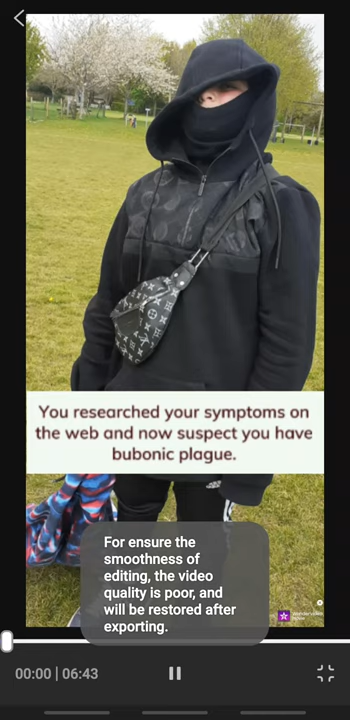 You researched your symptoms on
the web and now suspect you have
bubonic plague.
For ensure the
smoothness of
editing, the video
quality is poor, and
will be restored after
exporting.
00:00 | 06:43